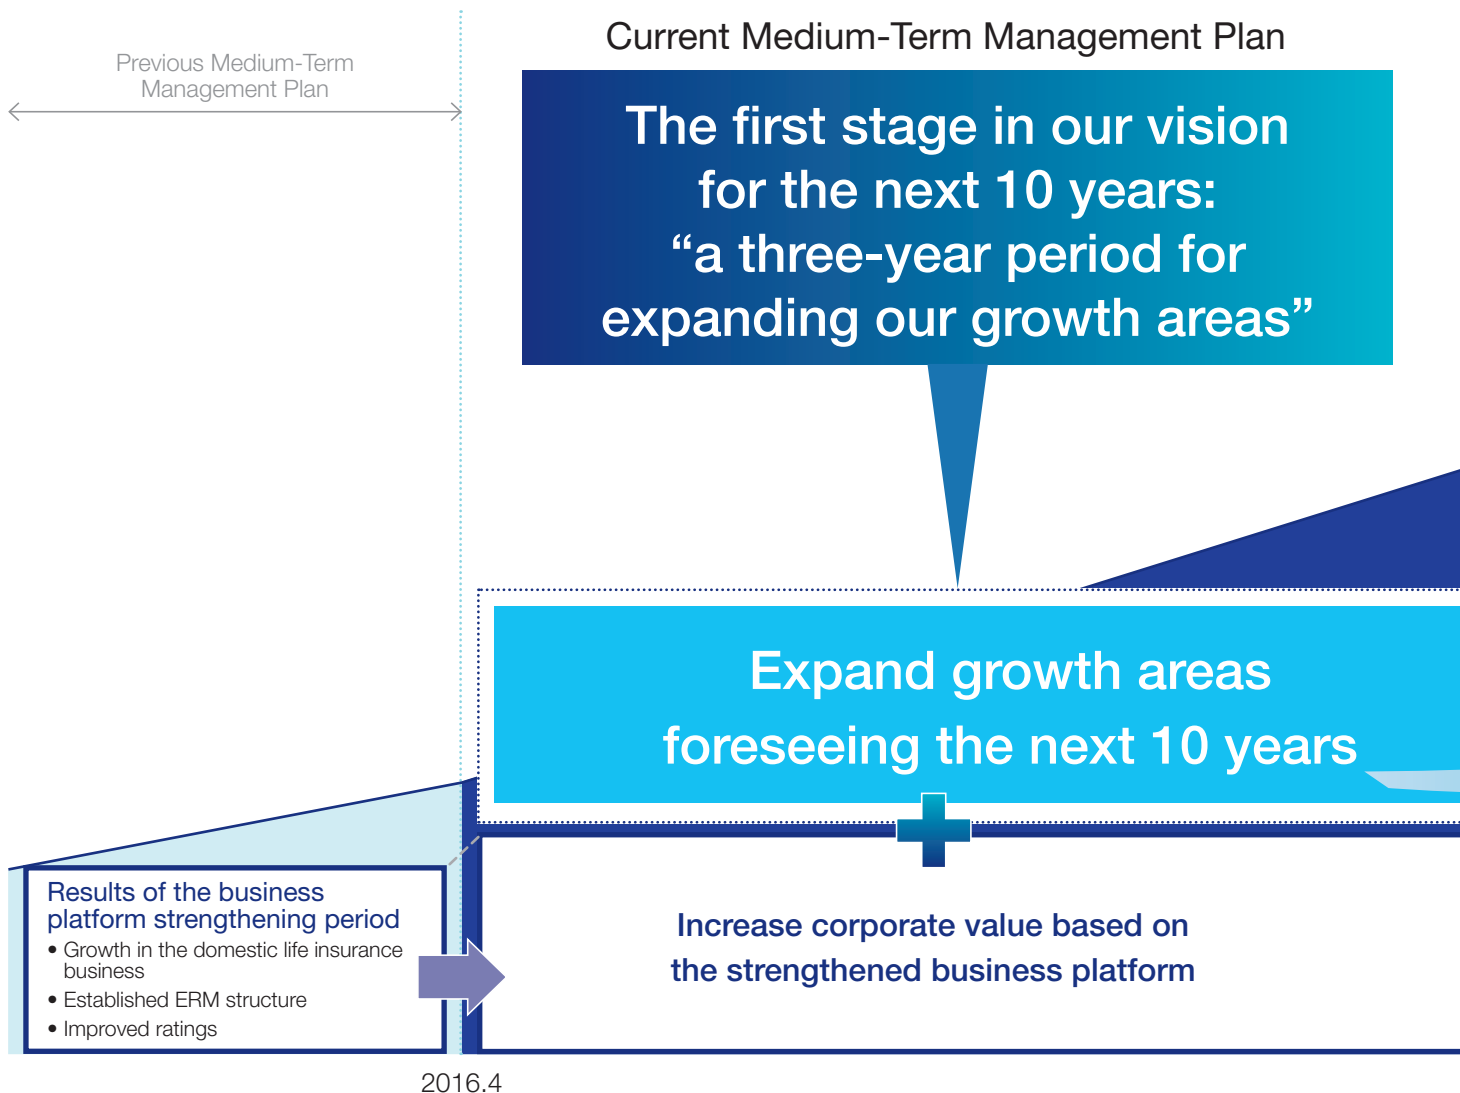 Previous Medium-Term
Management Plan
Current Medium-Term Management Plan
The first stage in our vision
for the next 10 years:
“a three-year period for
expanding our growth areas”
Expand growth areas
foreseeing the next 10 years
Results of the business
platform strengthening period
• Growth in the domestic life insurance
business
• Established ERM structure
• Improved ratings
Increase corporate value based on
the strengthened business platform
2016.4